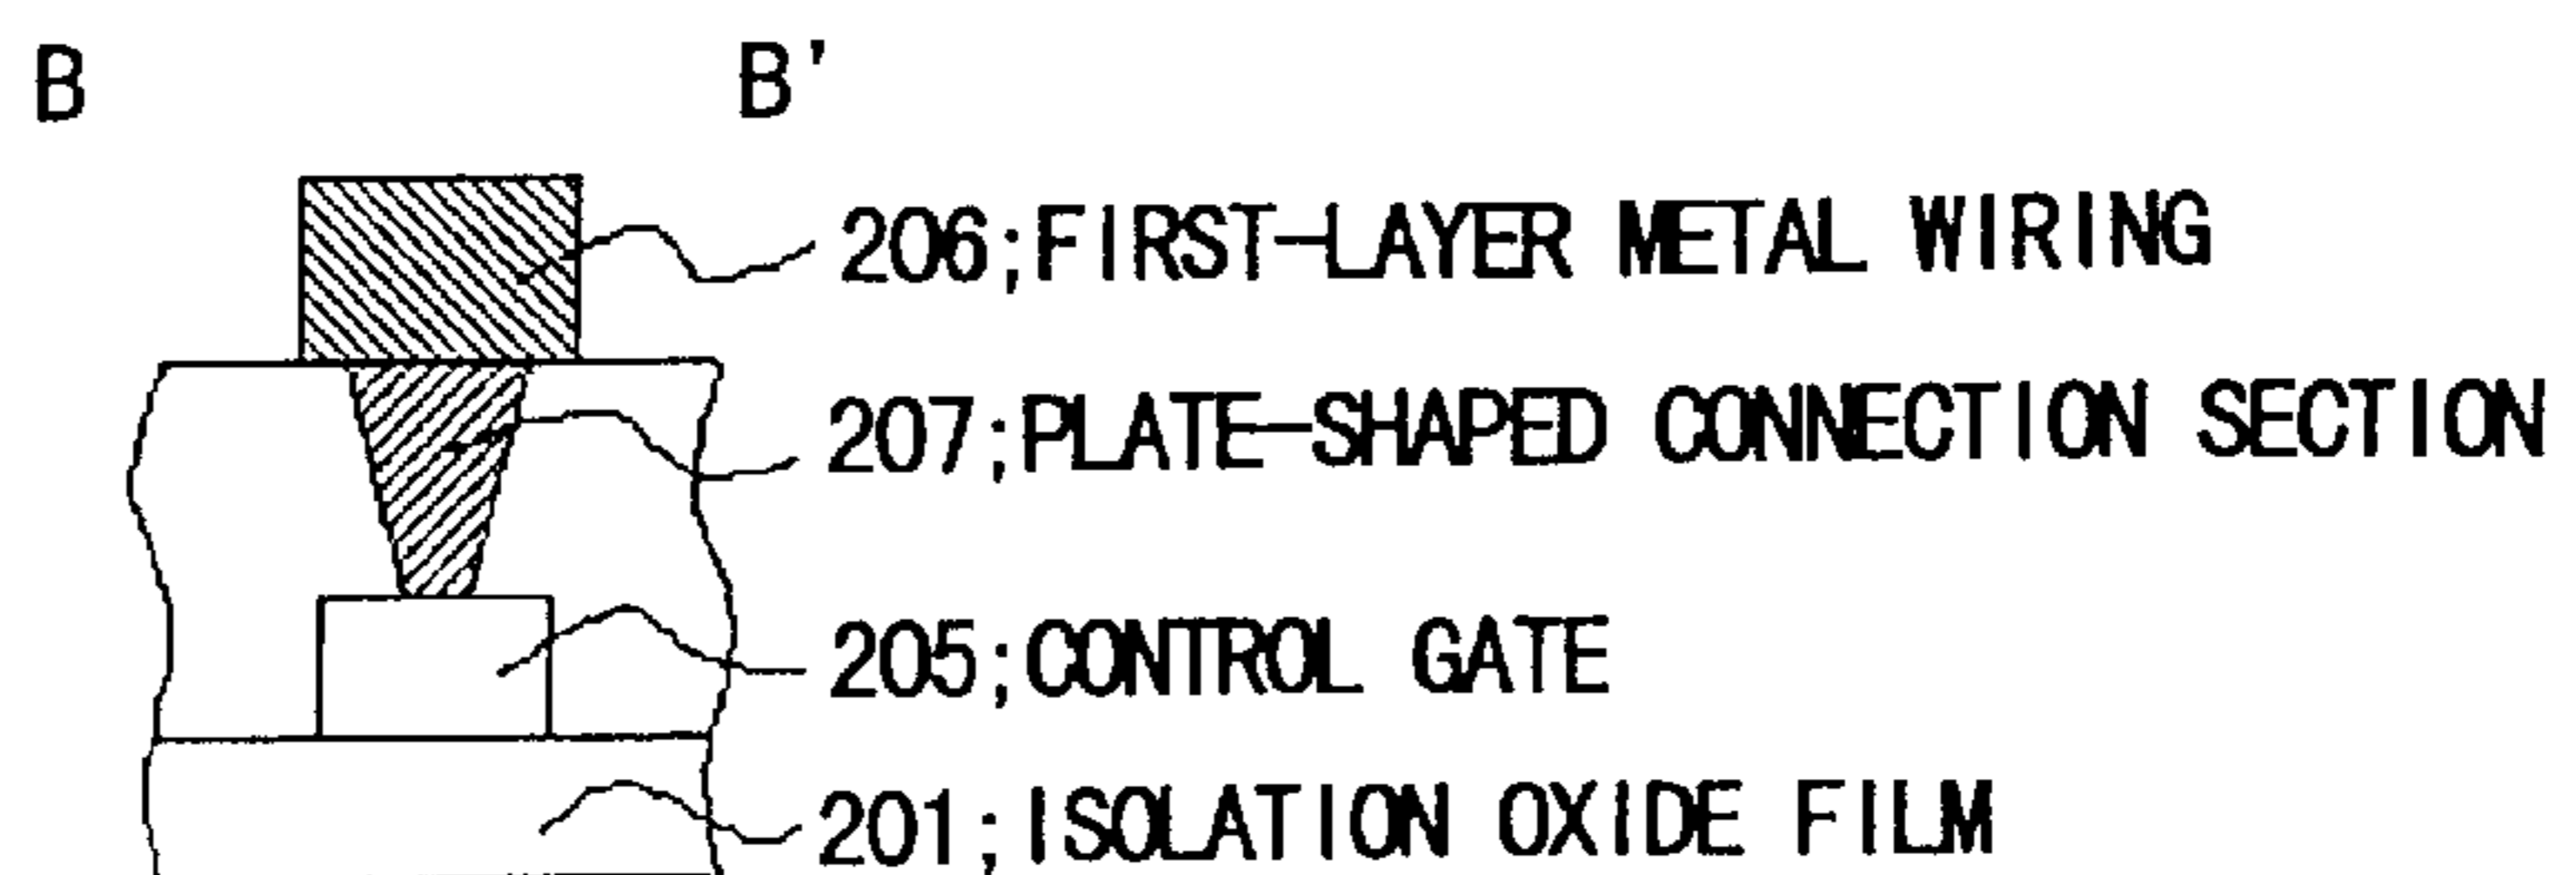 B B'
206;FIRST-LAYER METAL WIRING
207;PLATE-SHAPED CONNECTION SECTION
205;CONTROL GATE
201;ISOLATION OXIDE FILM